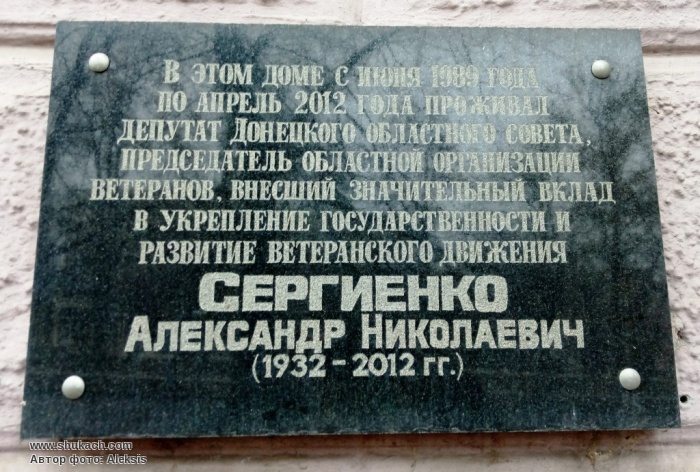 В ЭТОМ ДОМЕ С ИЮНЯ 1989 ГОДА
ПО АПРЕЛЬ 2012 ГОДА ПРОЖИВАЛ
ДЕПУТАТ ДОНЕЦКОГО ОБЛАСТНОГО СОВЕТА,
ПРЕДСЕДАТЕЛЬ ОБЛАСТНОЙ ОРГАНИЗАЦИИ
ВЕТЕРАНОВ, ВНЕСШИЙ ЗНАЧИТЕЛЬНЫЙ ВКЛАД
В УКРЕПЛЕНИЕ ГОСУДАРСТВЕННОСТИ И
РАЗВИТИЕ ВЕТЕРАНСКОГО ДВИЖЕНИЯ
СЕРГИЕНКО
АЛЕКСАНДР НИКОЛАЕВИЧ
(1932 - 2012 ГГ.)
www.shukach.com
Автор фото: Aleksis